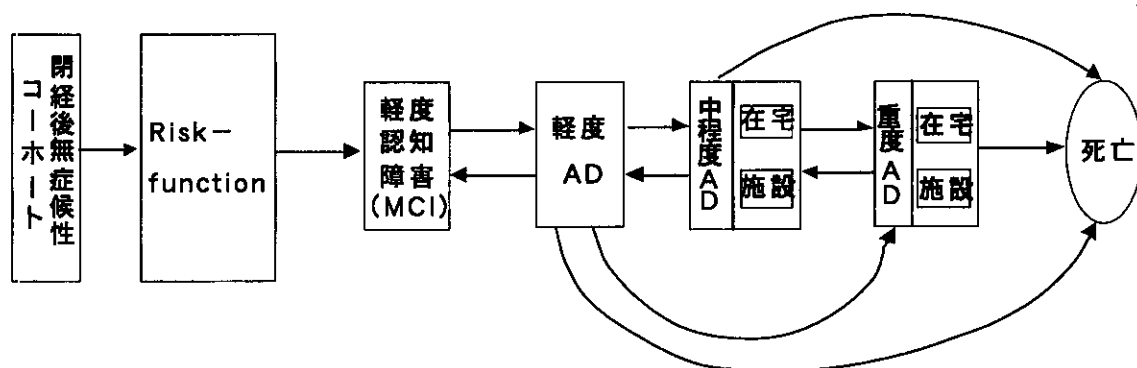 閉経後無症候性
コーホート
Risk-
function
軽度
認知
障害
(MCI)
軽度
AD
中程度AD
在宅
施設
重度AD
在宅
施設
死亡